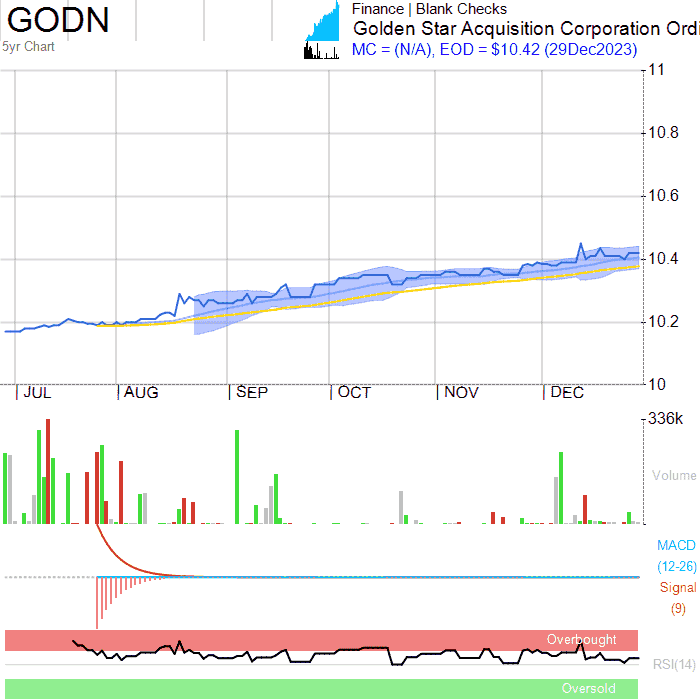 GODN
5yr Chart
Finance | Blank Checks
Golden Star Acquisition Corporation Ordi
MC = (N/A), EOD = $10.42 (29Dec2023)
11
10.8
10.6
10.4
10.2
10
JUL AUG SEP OCT NOV DEC
336k
Volume
MACD
(12-26)
Signal
(9)
Overbought
RSI(14)
Oversold